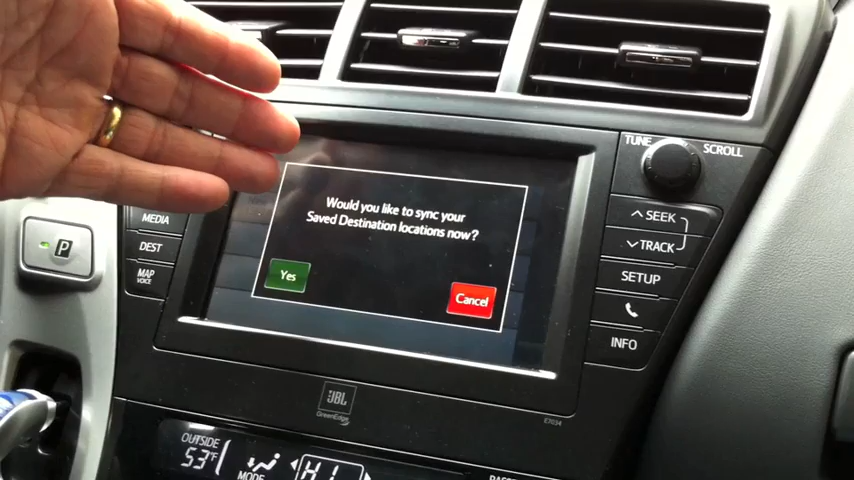 TUNE
SCROLL
MEDIA
DEST
MAP
VOICE
P
Would you like to sync your
Saved Destination locations now?
Yes
Cancel
SEEK
TRACK
SETUP
INFO
JBL
GreenEdge
E7034
OUTSIDE
53°F
MODE
HI